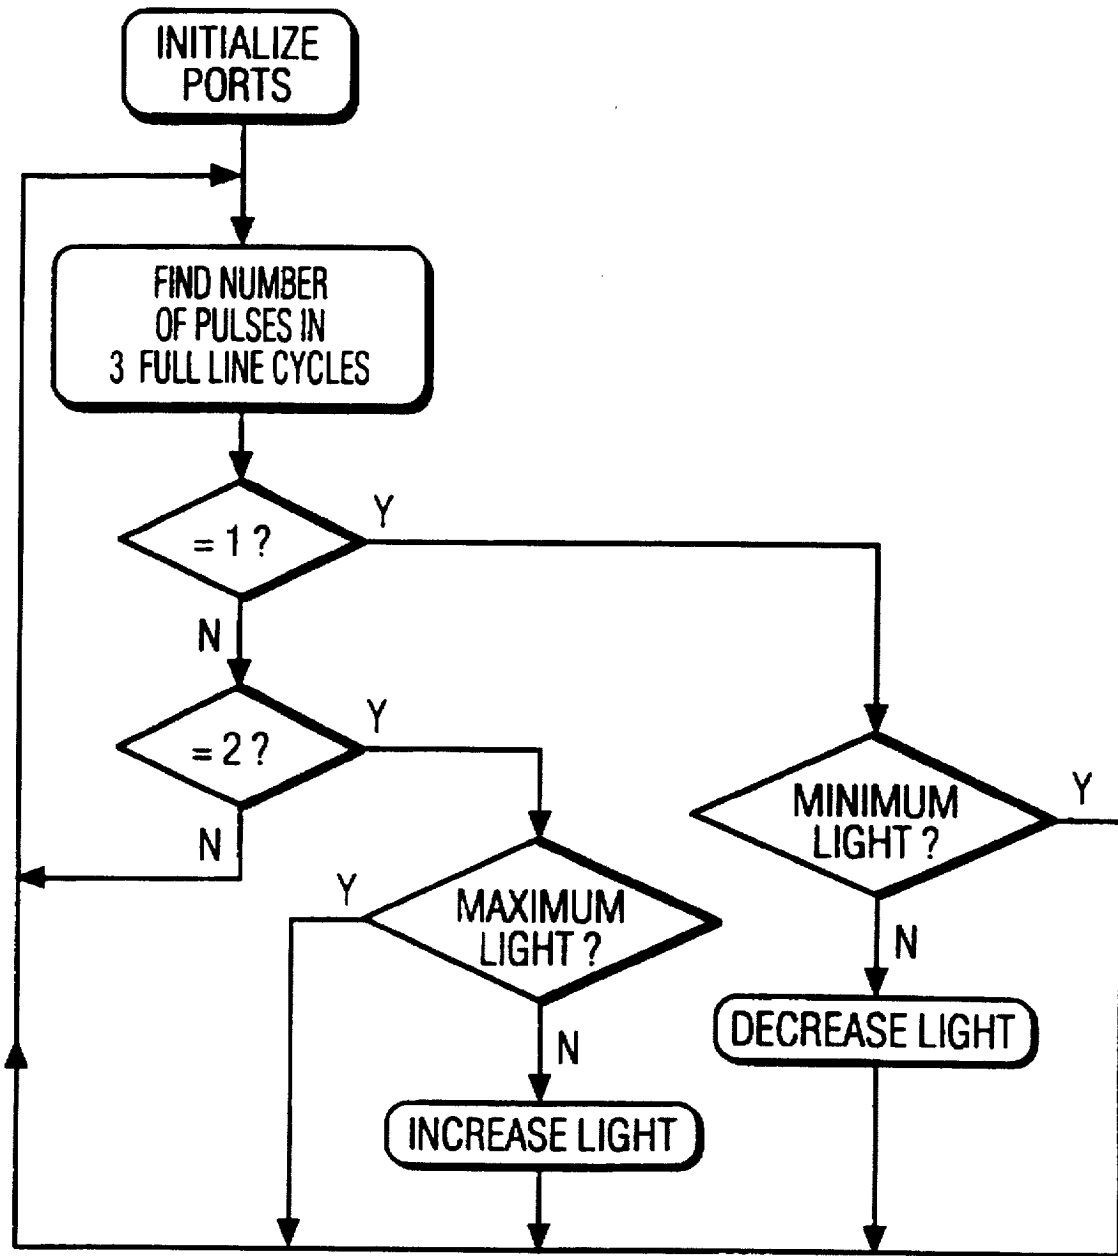 INITIALIZE
PORTS
FIND NUMBER
OF PULSES IN
3 FULL LINE CYCLES
= 1 ?
Y
N
= 2 ?
Y
N
MINIMUM
LIGHT ?
Y
N
MAXIMUM
LIGHT ?
Y
N
DECREASE LIGHT
INCREASE LIGHT